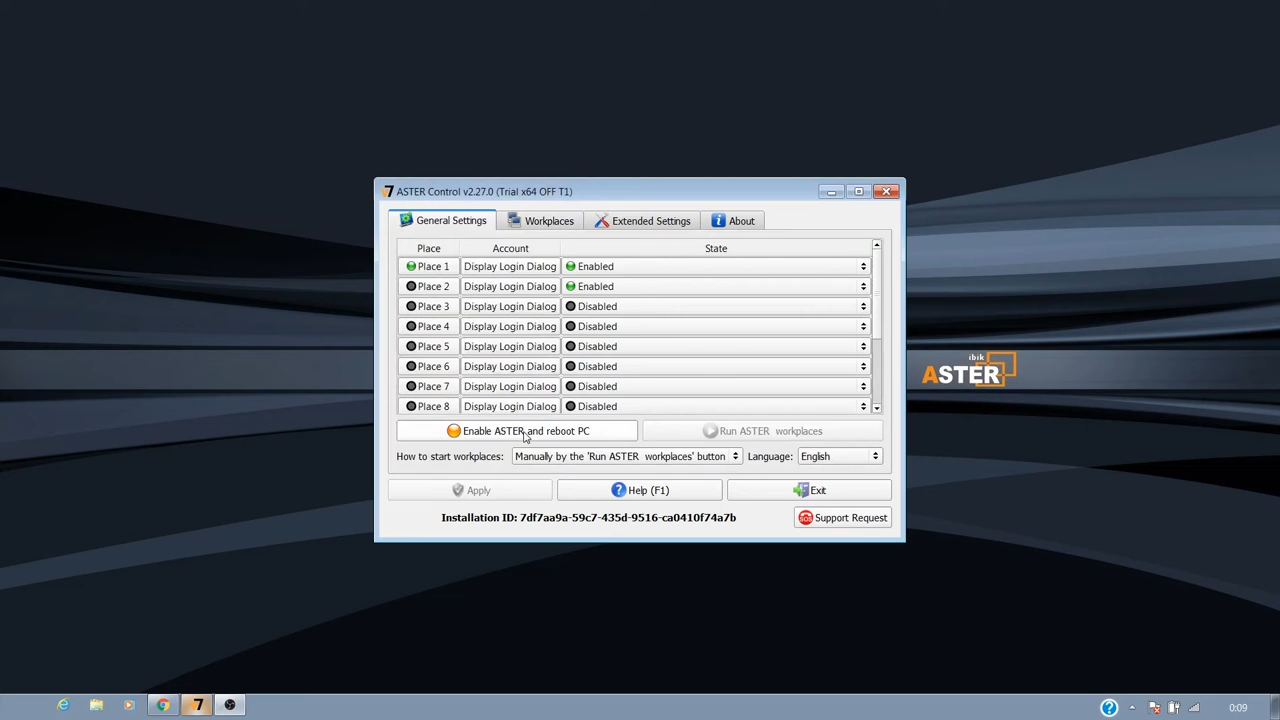 7 ASTER Control v2.27.0 (Trial x64 OFF T1)
General Settings Workplaces Extended Settings About
Place Account State
Place 1 Display Login Dialog Enabled
Place 2 Display Login Dialog Enabled
Place 3 Display Login Dialog Disabled
Place 4 Display Login Dialog Disabled
Place 5 Display Login Dialog Disabled
Place 6 Display Login Dialog Disabled
Place 7 Display Login Dialog Disabled
Place 8 Display Login Dialog Disabled
Enable ASTER and reboot PC Run ASTER workplaces
How to start workplaces: Manually by the 'Run ASTER workplaces' button Language: English
Apply Help (F1) Exit
Installation ID: 7df7aa9a-59c7-435d-9516-ca0410f74a7b SOS Support Request
ibik
ASTER
7 0:09